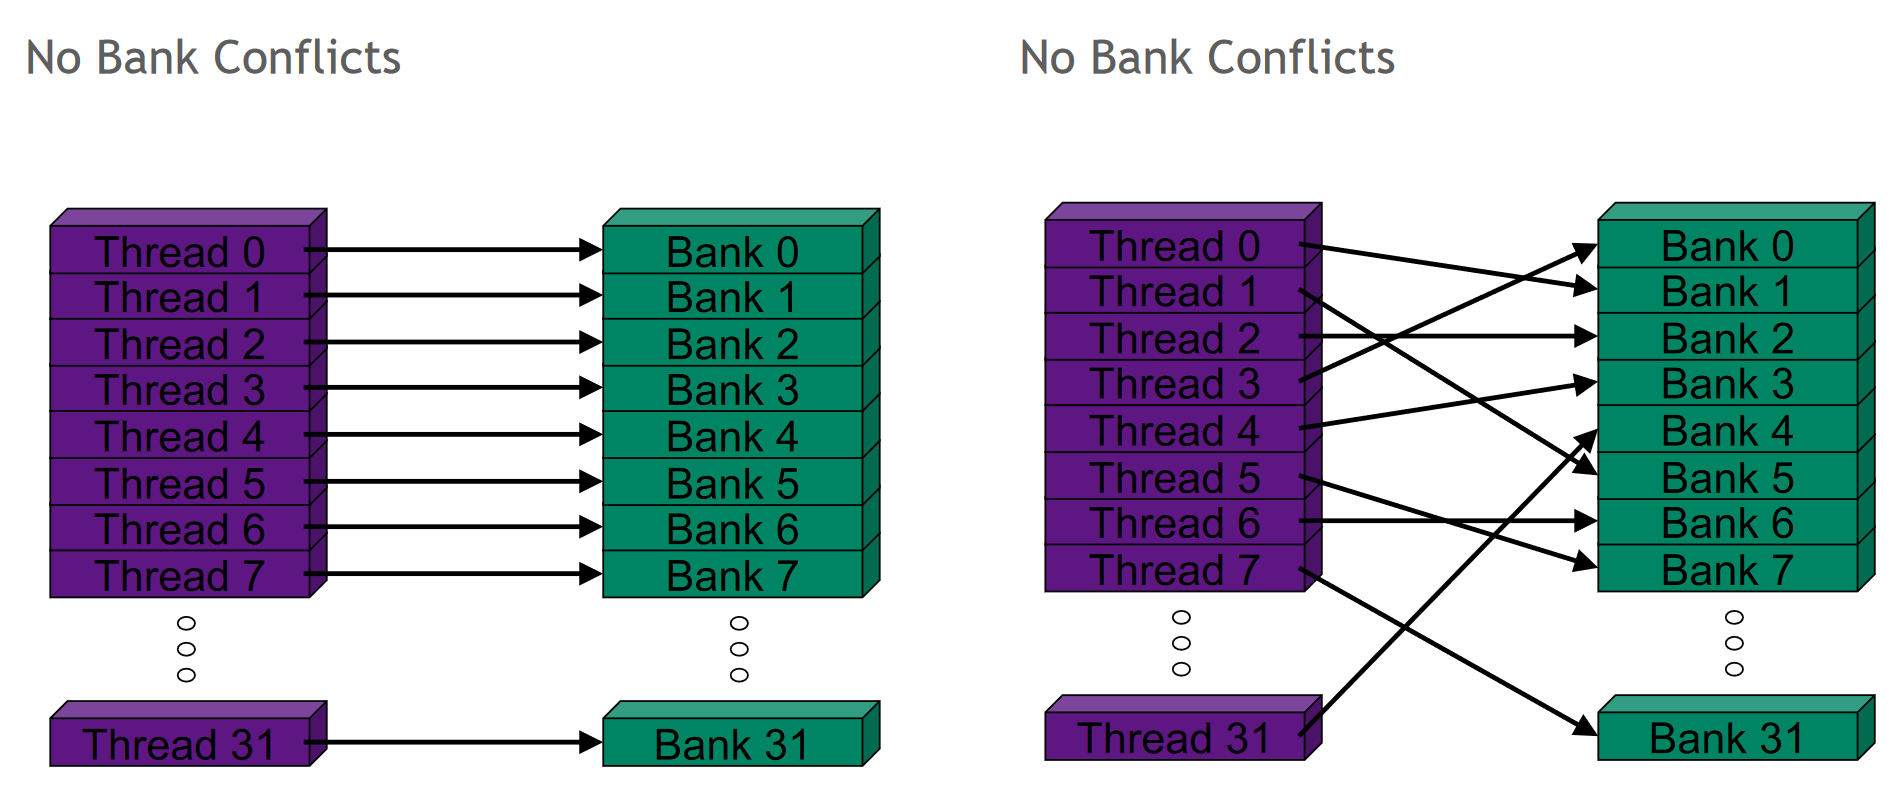 No Bank Conflicts
Thread 0
Thread 1
Thread 2
Thread 3
Thread 4
Thread 5
Thread 6
Thread 7
Thread 31
Bank 0
Bank 1
Bank 2
Bank 3
Bank 4
Bank 5
Bank 6
Bank 7
Bank 31
No Bank Conflicts
Thread 0
Thread 1
Thread 2
Thread 3
Thread 4
Thread 5
Thread 6
Thread 7
Thread 31
Bank 0
Bank 1
Bank 2
Bank 3
Bank 4
Bank 5
Bank 6
Bank 7
Bank 31